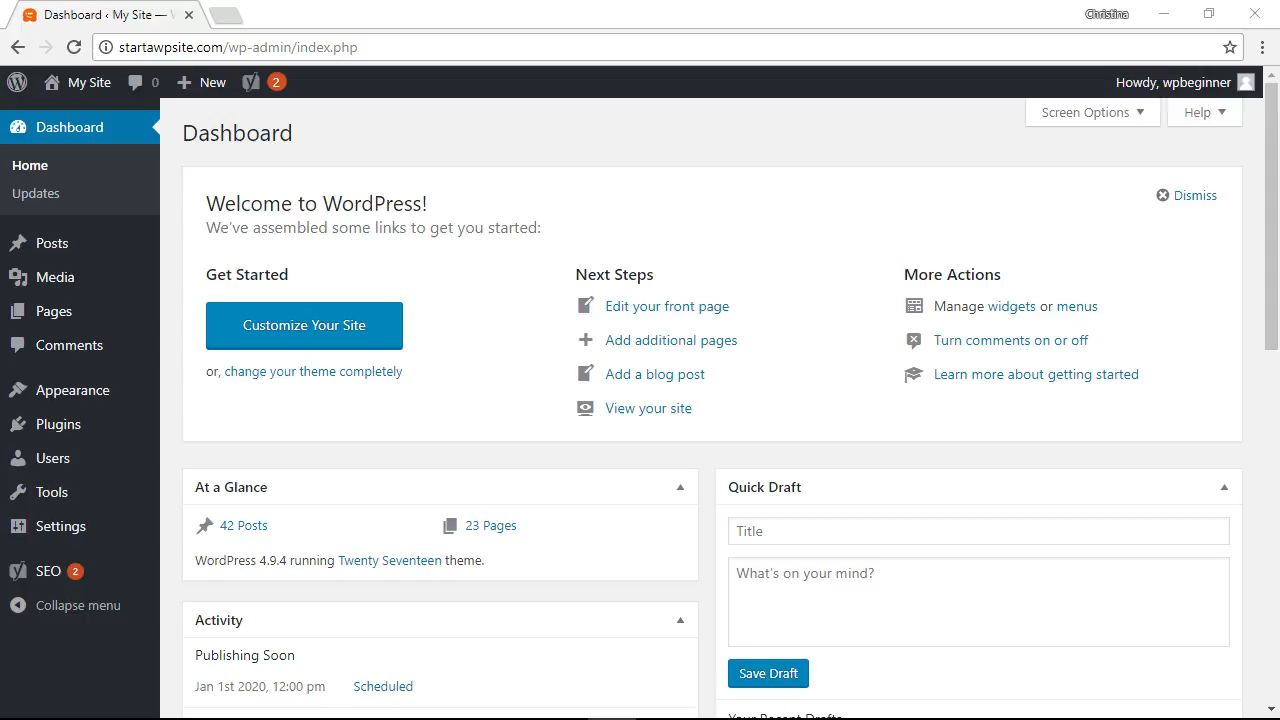 Dashboard ‹ My Site —
Christina
startawpsite.com/wp-admin/index.php
My Site 0 New 2 Howdy, wpbeginner
Screen Options Help
Dashboard
Home
Updates
Posts
Media
Pages
Comments
Appearance
Plugins
Users
Tools
Settings
SEO 2
Collapse menu
Dashboard
Welcome to WordPress!
Dismiss
We've assembled some links to get you started:
Get Started
Customize Your Site
or, change your theme completely
Next Steps
Edit your front page
Add additional pages
Add a blog post
View your site
More Actions
Manage widgets or menus
Turn comments on or off
Learn more about getting started
At a Glance
42 Posts 23 Pages
WordPress 4.9.4 running Twenty Seventeen theme.
Activity
Publishing Soon
Jan 1st 2020, 12:00 pm Scheduled
Quick Draft
Title
What's on your mind?
Save Draft
Your Recent Drafts